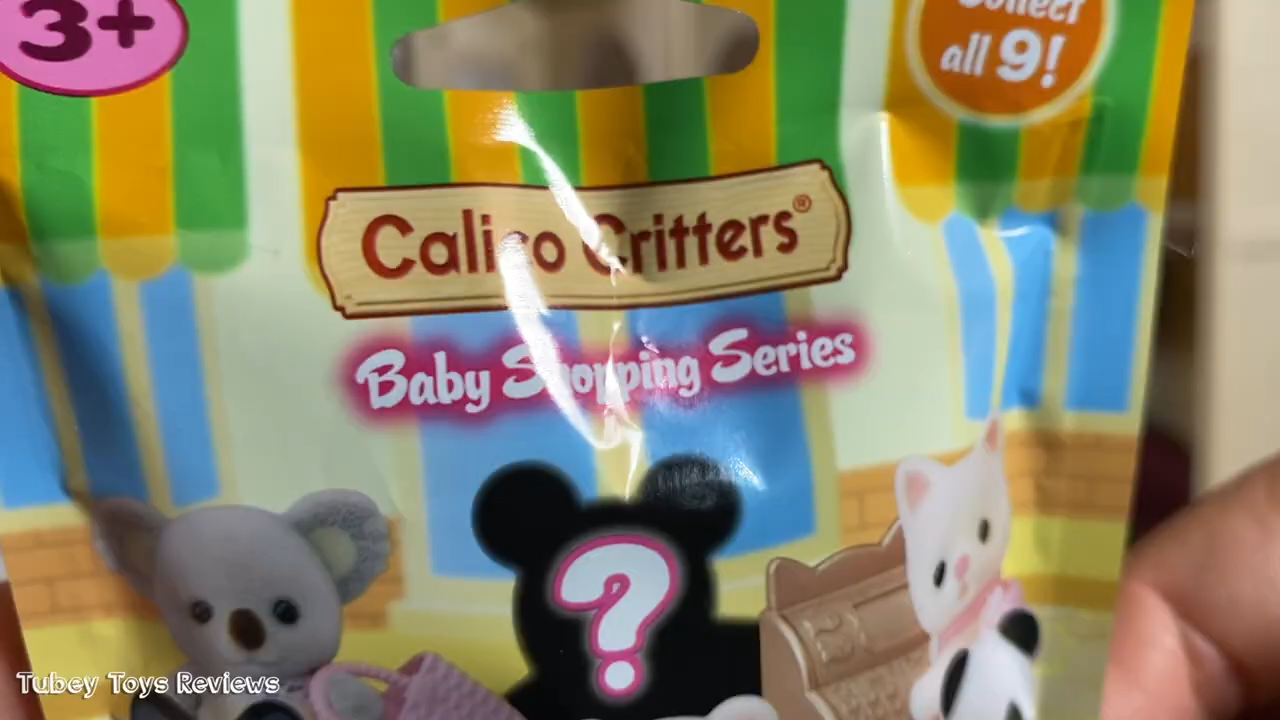 3+
Collect
all 9!
Calico Critters®
Baby Shopping Series
?
Tubey Toys Reviews